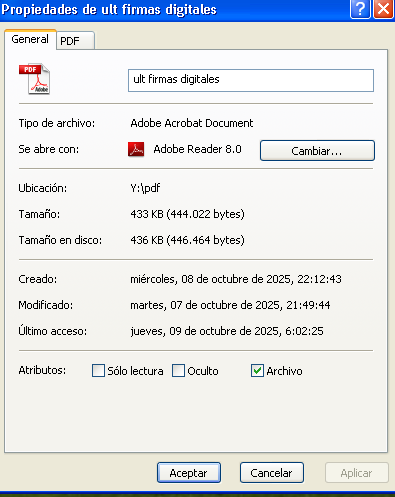 Propiedades de ult firmas digitales
General PDF
PDF
Adobe
ult firmas digitales
Tipo de archivo: Adobe Acrobat Document
Se abre con: Adobe Reader 8.0 Cambiar...
Ubicación: Y:\pdf
Tamaño: 433 KB (444.022 bytes)
Tamaño en disco: 436 KB (446.464 bytes)
Creado: miércoles, 08 de octubre de 2025, 22:12:43
Modificado: martes, 07 de octubre de 2025, 21:49:44
Último acceso: jueves, 09 de octubre de 2025, 6:02:25
Atributos: Sólo lectura Oculto Archivo
Aceptar Cancelar Aplicar